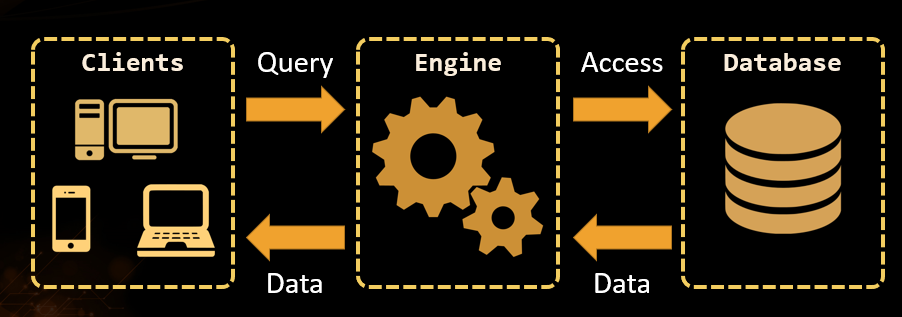 Clients
Query
Engine
Access
Database
Data
Data